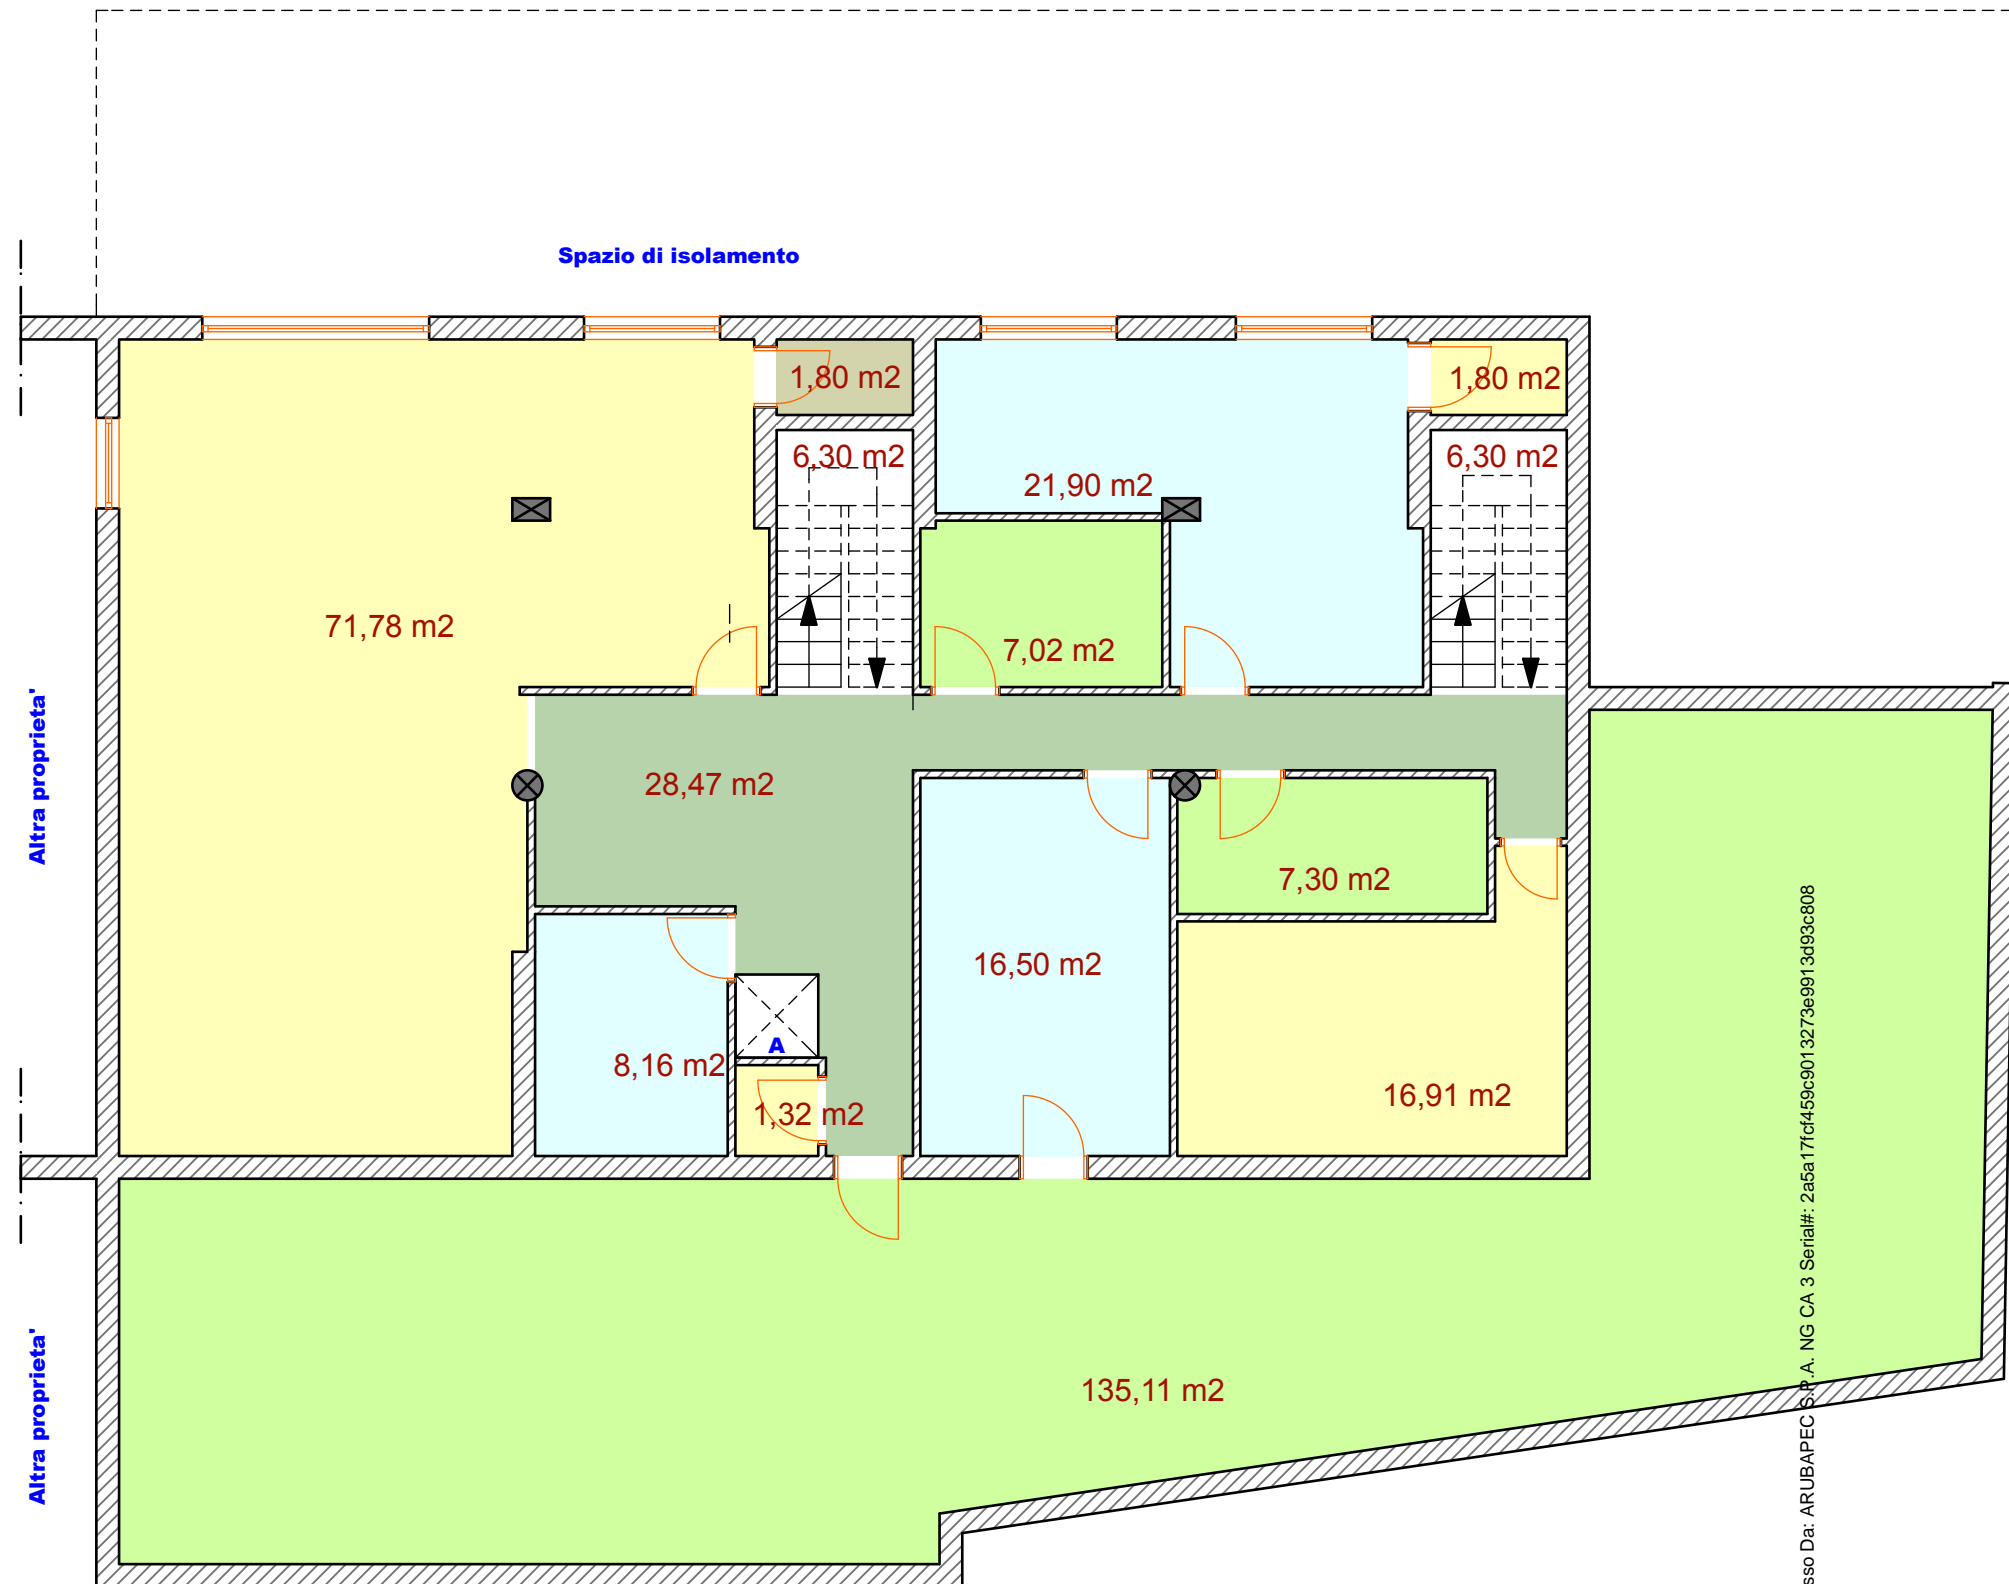 Spazio di isolamento
1,80 m2
1,80 m2
6,30 m2
6,30 m2
21,90 m2
71,78 m2
7,02 m2
Altra proprieta'
28,47 m2
7,30 m2
16,50 m2
8,16 m2
A
1,32 m2
16,91 m2
135,11 m2
Altra proprieta'
sso Da: ARUBAPEC S.P.A. NG CA 3 Serial#: 2a5a17fcf459c9013273e9913d93c808